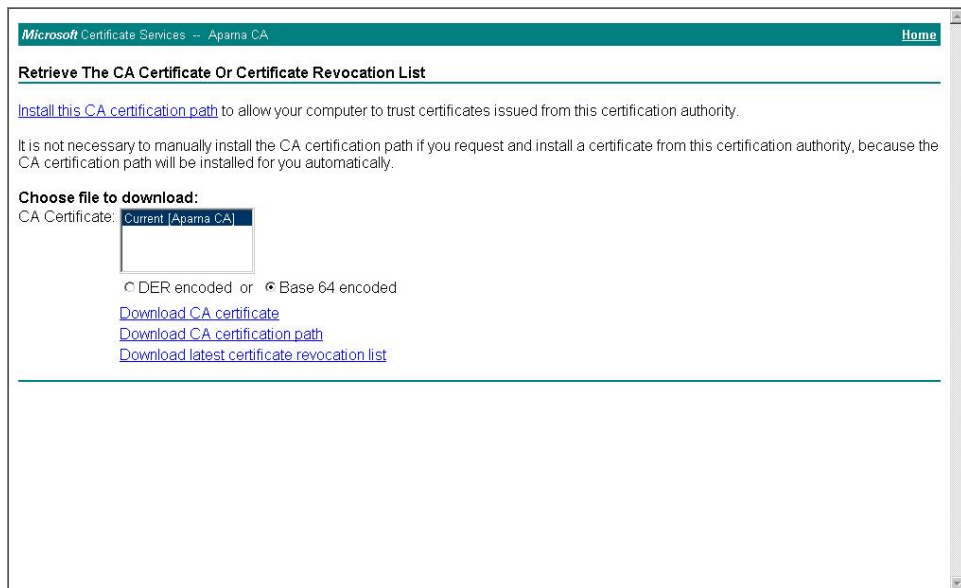 Microsoft Certificate Services -- Aparna CA
Home
Retrieve The CA Certificate Or Certificate Revocation List
Install this CA certification path to allow your computer to trust certificates issued from this certification authority.
It is not necessary to manually install the CA certification path if you request and install a certificate from this certification authority, because the
CA certification path will be installed for you automatically.
Choose file to download:
CA Certificate: Current [Aparna CA]
DER encoded or Base 64 encoded
Download CA certificate
Download CA certification path
Download latest certificate revocation list